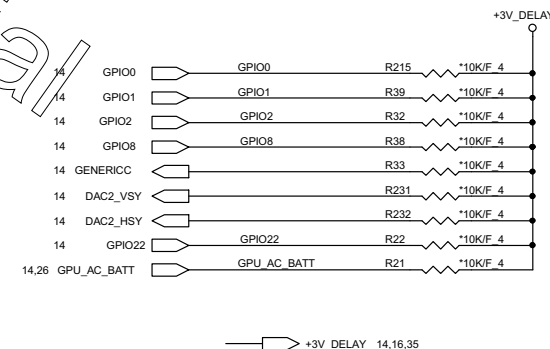 +3V_DELAY
14 GPIO0 GPIO0 R215 *10K/F_4
14 GPIO1 GPIO1 R39 *10K/F_4
14 GPIO2 GPIO2 R32 *10K/F_4
14 GPIO8 GPIO8 R38 *10K/F_4
14 GENERICC R33 *10K/F_4
14 DAC2_VSY R231 *10K/F_4
14 DAC2_HSY R232 *10K/F_4
14 GPIO22 GPIO22 R22 *10K/F_4
14,26 GPU_AC_BATT GPU_AC_BATT R21 *10K/F_4
+3V_DELAY 14,16,35